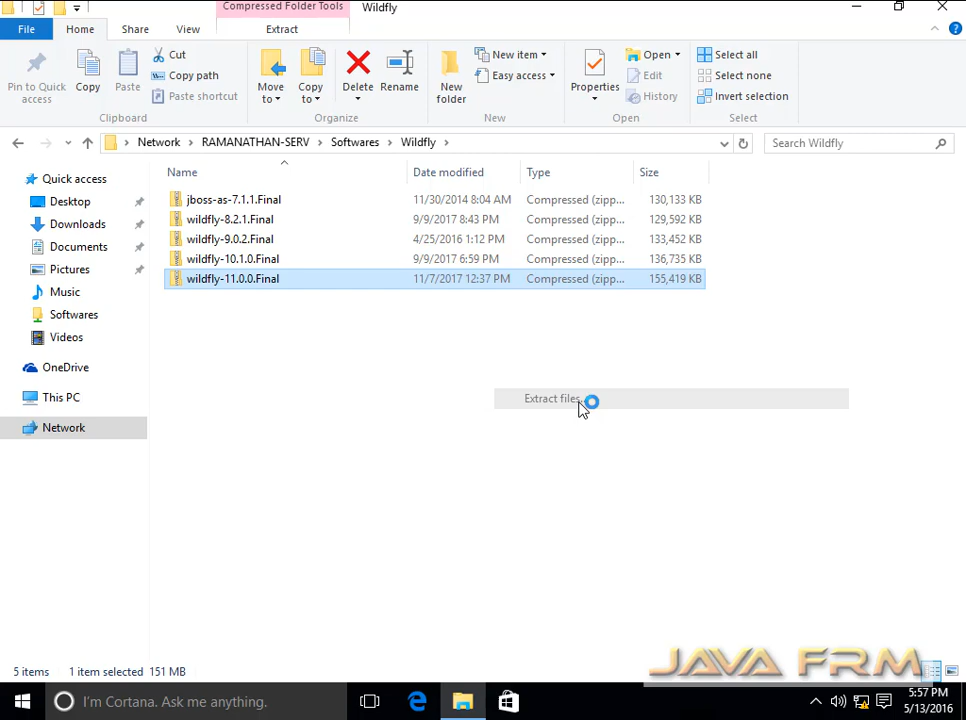 Compressed Folder Tools
Wildfly
File
Home
Share
View
Extract
Pin to Quick access
Copy
Paste
Cut
Copy path
Paste shortcut
Clipboard
Move to
Copy to
Delete
Rename
Organize
New folder
New item
Easy access
New
Properties
Open
Edit
History
Open
Select all
Select none
Invert selection
Select
Network
RAMANATHAN-SERV
Softwares
Wildfly
Search Wildfly
Quick access
Desktop
Downloads
Documents
Pictures
Music
Softwares
Videos
OneDrive
This PC
Network
Name Date modified Type Size
jboss-as-7.1.1.Final 11/30/2014 8:04 AM Compressed (zipp... 130,133 KB
wildfly-8.2.1.Final 9/9/2017 8:43 PM Compressed (zipp... 129,592 KB
wildfly-9.0.2.Final 4/25/2016 1:12 PM Compressed (zipp... 133,452 KB
wildfly-10.1.0.Final 9/9/2017 6:59 PM Compressed (zipp... 136,735 KB
wildfly-11.0.0.Final 11/7/2017 12:37 PM Compressed (zipp... 155,419 KB
Extract files...
5 items 1 item selected 151 MB
JAVA FRM
I'm Cortana. Ask me anything.
5:57 PM
5/13/2016